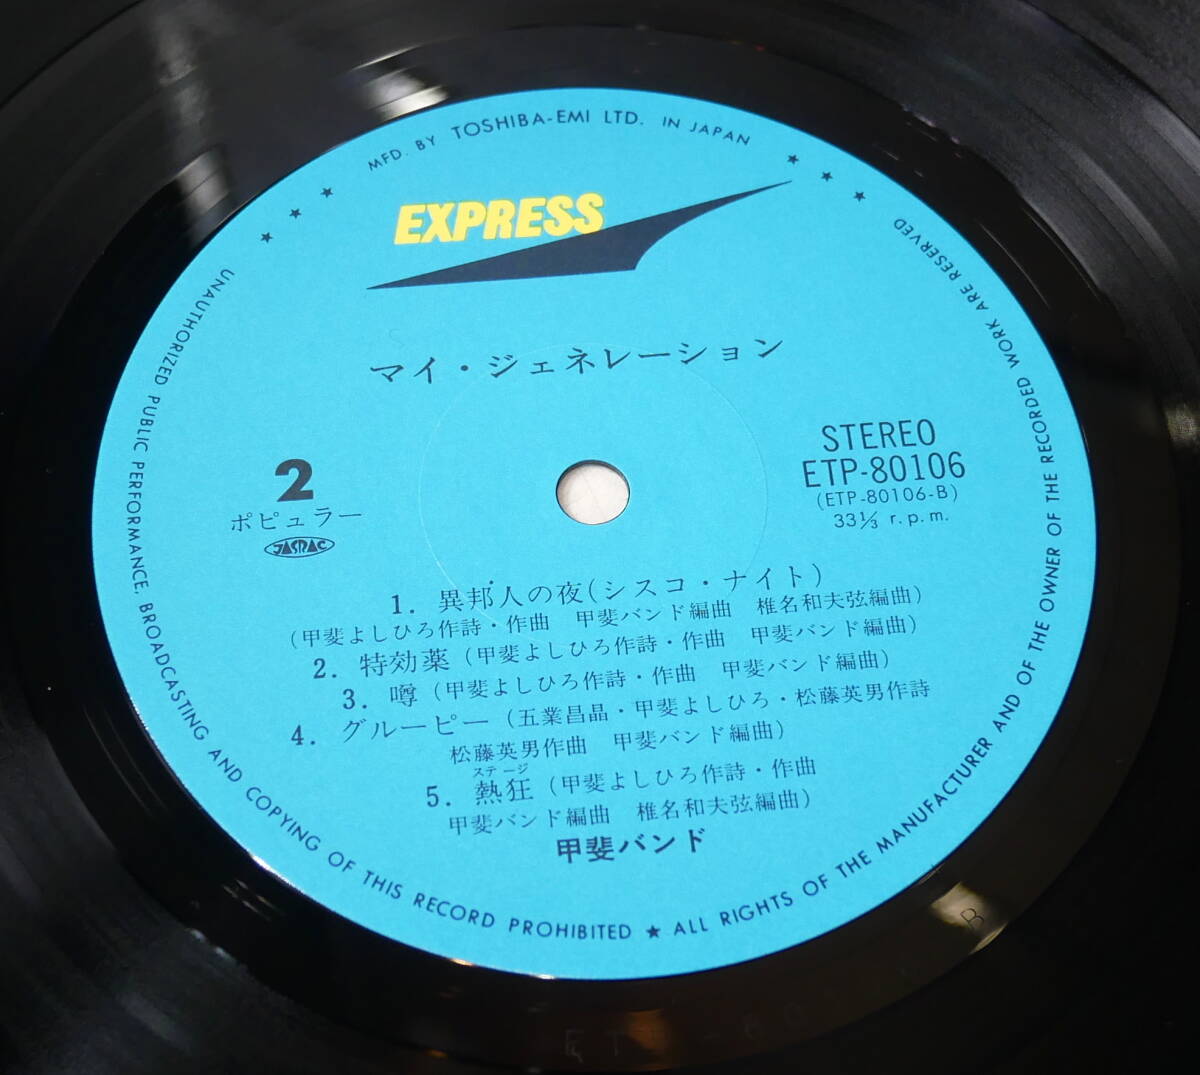 MFD. BY TOSHIBA-EMI LTD. IN JAPAN
EXPRESS
マイ・ジェネレーション
2
ポピュラー
JASRAC
STEREO
ETP-80106
(ETP-80106-B)
33⅓ r.p.m.
1. 異邦人の夜(シスコ・ナイト)
(甲斐よしひろ作詩・作曲 甲斐バンド編曲 椎名和夫弦編曲)
2. 特効薬 (甲斐よしひろ作詩・作曲 甲斐バンド編曲)
3. 噂 (甲斐よしひろ作詩・作曲 甲斐バンド編曲)
4. グルーピー (五業昌晶・甲斐よしひろ・松藤英男作詩
松藤英男作曲 甲斐バンド編曲)
ステージ
5. 熱狂 (甲斐よしひろ作詩・作曲
甲斐バンド編曲 椎名和夫弦編曲)
甲斐バンド
UNAUTHORIZED PUBLIC PERFORMANCE, BROADCASTING AND COPYING OF THIS RECORD PROHIBITED ★ ALL RIGHTS OF THE MANUFACTURER AND OF THE OWNER OF THE RECORDED WORK ARE RESERVED
B